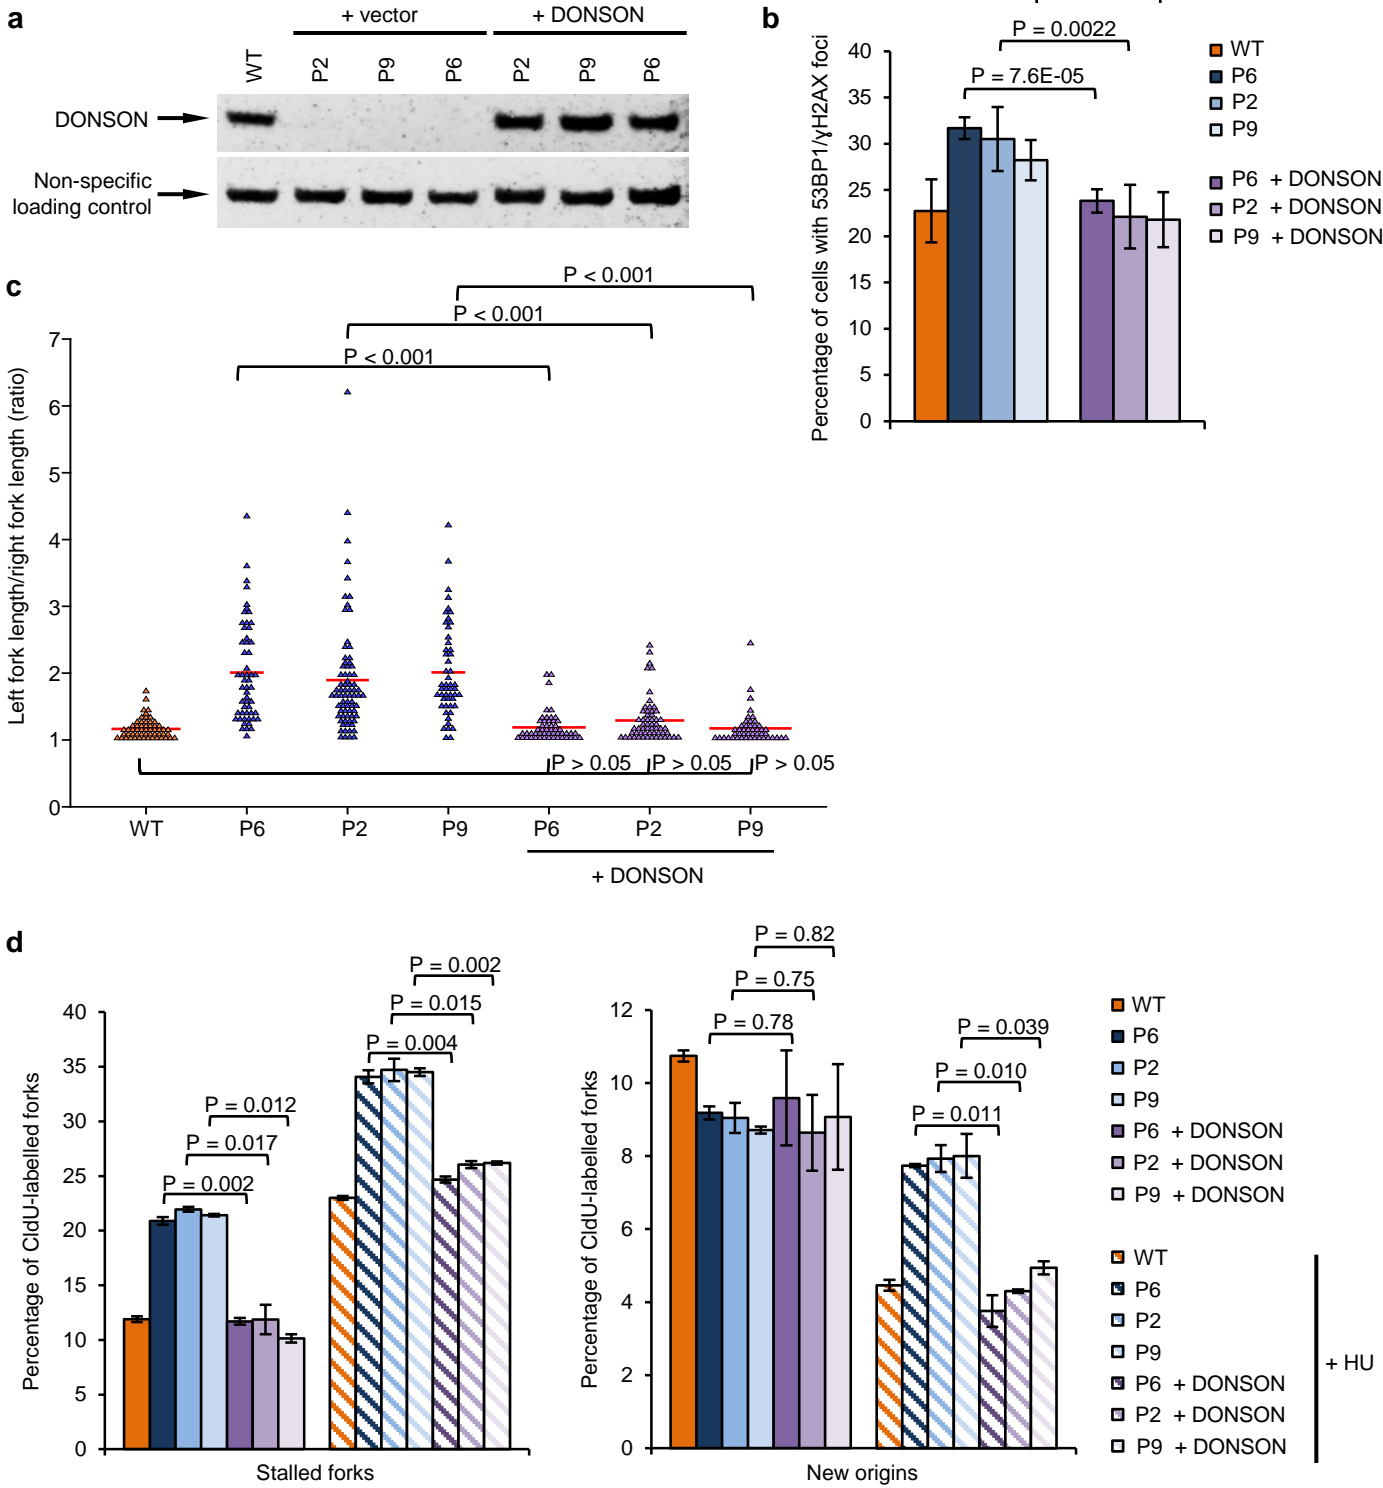 a
+ vector
+ DONSON
WT
P2
P9
P6
P2
P9
P6
DONSON
Non-specific
loading control
b
P = 0.0022
P = 7.6E-05
Percentage of cells with 53BP1/γH2AX foci
40
35
30
25
20
15
10
5
0
WT
P6
P2
P9
P6 + DONSON
P2 + DONSON
P9 + DONSON
c
P < 0.001
P < 0.001
P < 0.001
Left fork length/right fork length (ratio)
7
6
5
4
3
2
1
0
P > 0.05
P > 0.05
P > 0.05
WT
P6
P2
P9
P6
P2
P9
+ DONSON
d
Percentage of CldU-labelled forks
40
35
30
25
20
15
10
5
0
P = 0.002
P = 0.015
P = 0.004
P = 0.012
P = 0.017
P = 0.002
Stalled forks
Percentage of CldU-labelled forks
12
10
8
6
4
2
0
P = 0.82
P = 0.75
P = 0.78
P = 0.039
P = 0.010
P = 0.011
New origins
WT
P6
P2
P9
P6 + DONSON
P2 + DONSON
P9 + DONSON
WT
P6
P2
P9
P6 + DONSON
P2 + DONSON
P9 + DONSON
+ HU